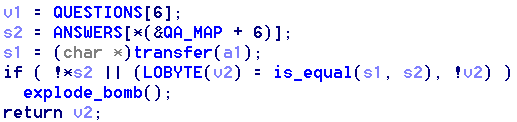 v1 = QUESTIONS[6];
s2 = ANSWERS[*(&QA_MAP + 6)];
s1 = (char *)transfer(a1);
if ( !*s2 || (LOBYTE(v2) = is_equal(s1, s2), !v2) )
explode_bomb();
return v2;